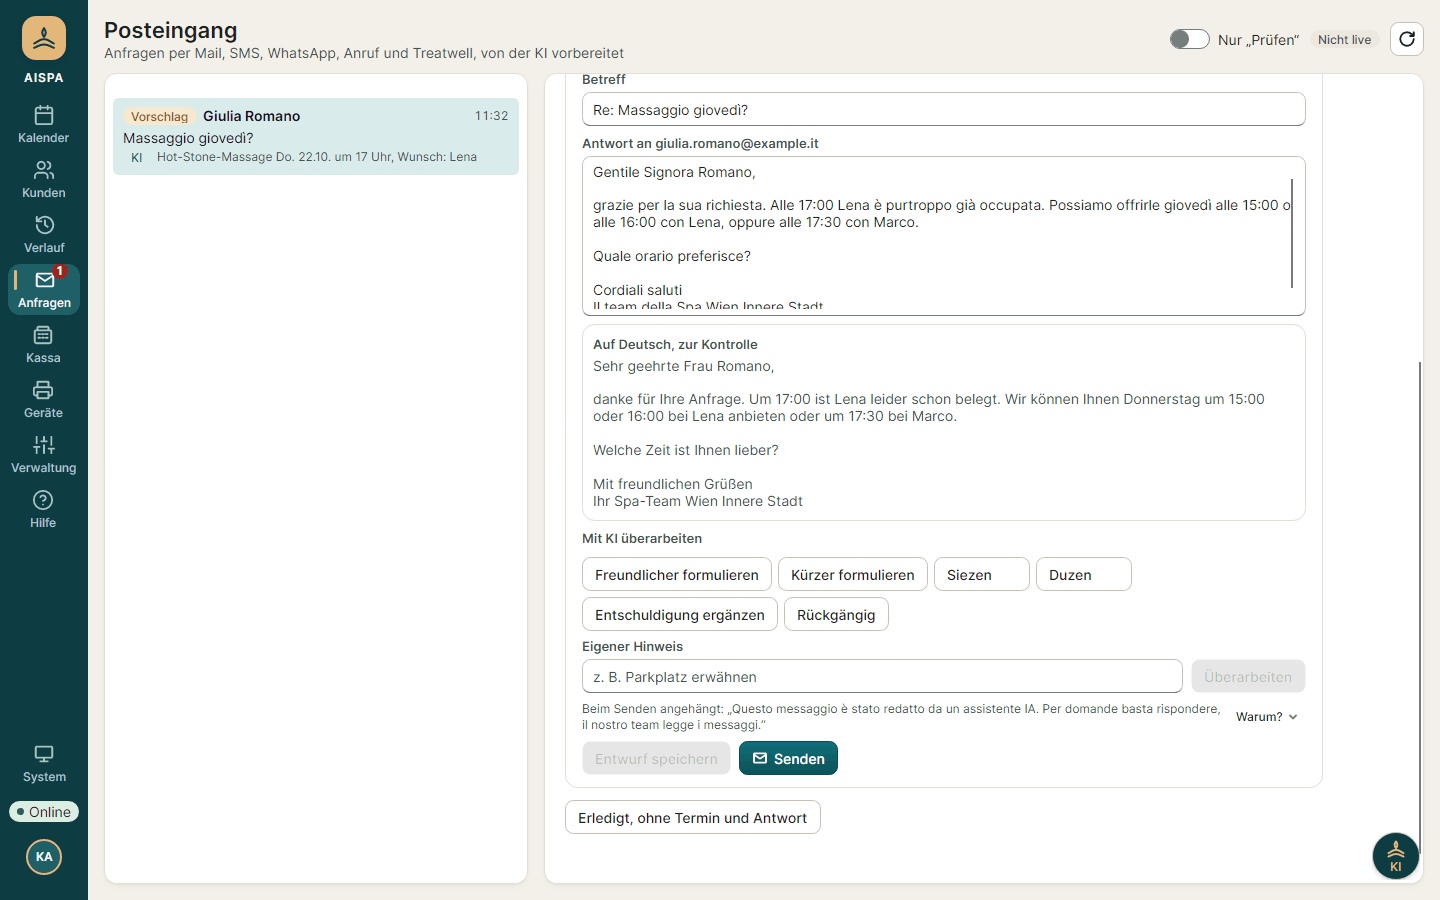 AISPA
Kalender
Kunden
Verlauf
1
Anfragen
Kassa
Geräte
Verwaltung
Hilfe
System
Online
KA
Posteingang
Anfragen per Mail, SMS, WhatsApp, Anruf und Treatwell, von der KI vorbereitet
Nur „Prüfen“
Nicht live
Vorschlag Giulia Romano 11:32
Massaggio giovedì?
KI Hot-Stone-Massage Do. 22.10. um 17 Uhr, Wunsch: Lena
Betreff
Re: Massaggio giovedì?
Antwort an giulia.romano@example.it
Gentile Signora Romano,
grazie per la sua richiesta. Alle 17:00 Lena è purtroppo già occupata. Possiamo offrirle giovedì alle 15:00 o
alle 16:00 con Lena, oppure alle 17:30 con Marco.
Quale orario preferisce?
Cordiali saluti
Il team della Spa Wien Innere Stadt
Auf Deutsch, zur Kontrolle
Sehr geehrte Frau Romano,
danke für Ihre Anfrage. Um 17:00 ist Lena leider schon belegt. Wir können Ihnen Donnerstag um 15:00
oder 16:00 bei Lena anbieten oder um 17:30 bei Marco.
Welche Zeit ist Ihnen lieber?
Mit freundlichen Grüßen
Ihr Spa-Team Wien Innere Stadt
Mit KI überarbeiten
Freundlicher formulieren
Kürzer formulieren
Siezen
Duzen
Entschuldigung ergänzen
Rückgängig
Eigener Hinweis
z. B. Parkplatz erwähnen
Überarbeiten
Beim Senden angehängt: „Questo messaggio è stato redatto da un assistente IA. Per domande basta rispondere,
il nostro team legge i messaggi.“
Warum?
Entwurf speichern
Senden
Erledigt, ohne Termin und Antwort
KI